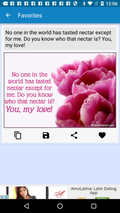 12:06
Favorites
No one in the world has tasted nectar except
for me. Do you know who that nectar is? You,
my love!
No one in the
world has tasted
nectar except for
me. Do you know
who that nectar is?
You, my love!
AmoLatina: Latin Dating
App